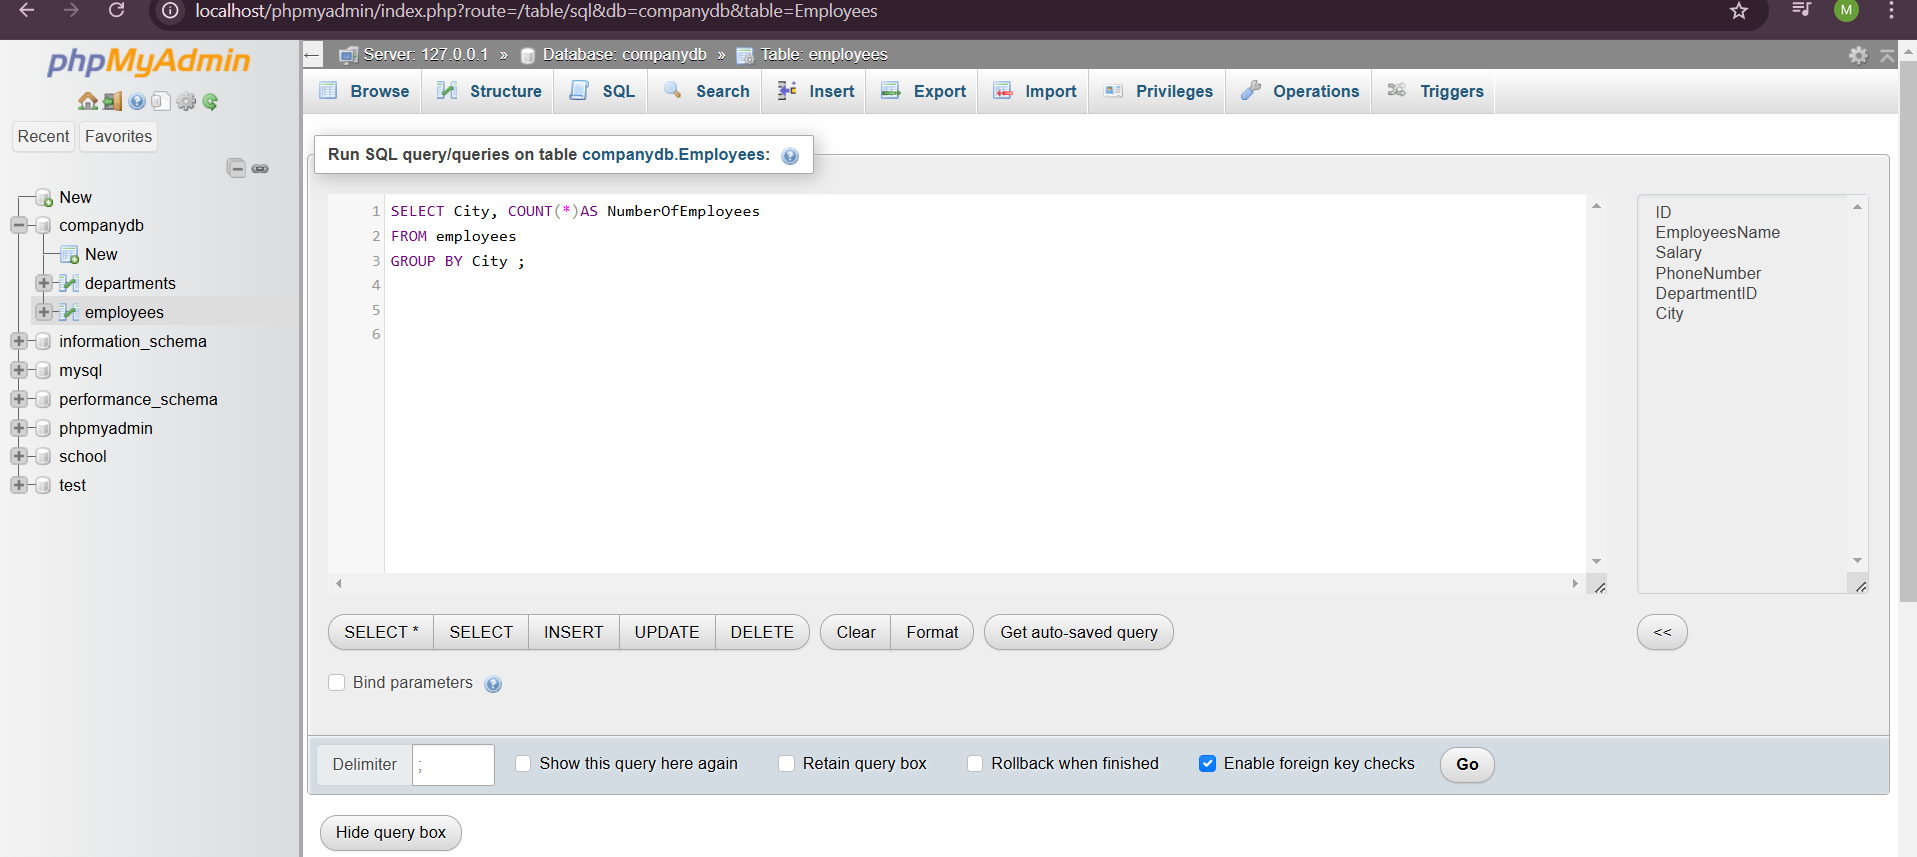 localhost/phpmyadmin/index.php?route=/table/sql&db=companydb&table=Employees
M
phpMyAdmin
Recent
Favorites
New
companydb
New
departments
employees
information_schema
mysql
performance_schema
phpmyadmin
school
test
Server: 127.0.0.1 » Database: companydb » Table: employees
Browse Structure SQL Search Insert Export Import Privileges Operations Triggers
Run SQL query/queries on table companydb.Employees:
1 SELECT City, COUNT(*)AS NumberOfEmployees
2 FROM employees
3 GROUP BY City ;
4
5
6
ID
EmployeesName
Salary
PhoneNumber
DepartmentID
City
SELECT * SELECT INSERT UPDATE DELETE Clear Format Get auto-saved query <<
Bind parameters
Delimiter ; Show this query here again Retain query box Rollback when finished Enable foreign key checks Go
Hide query box